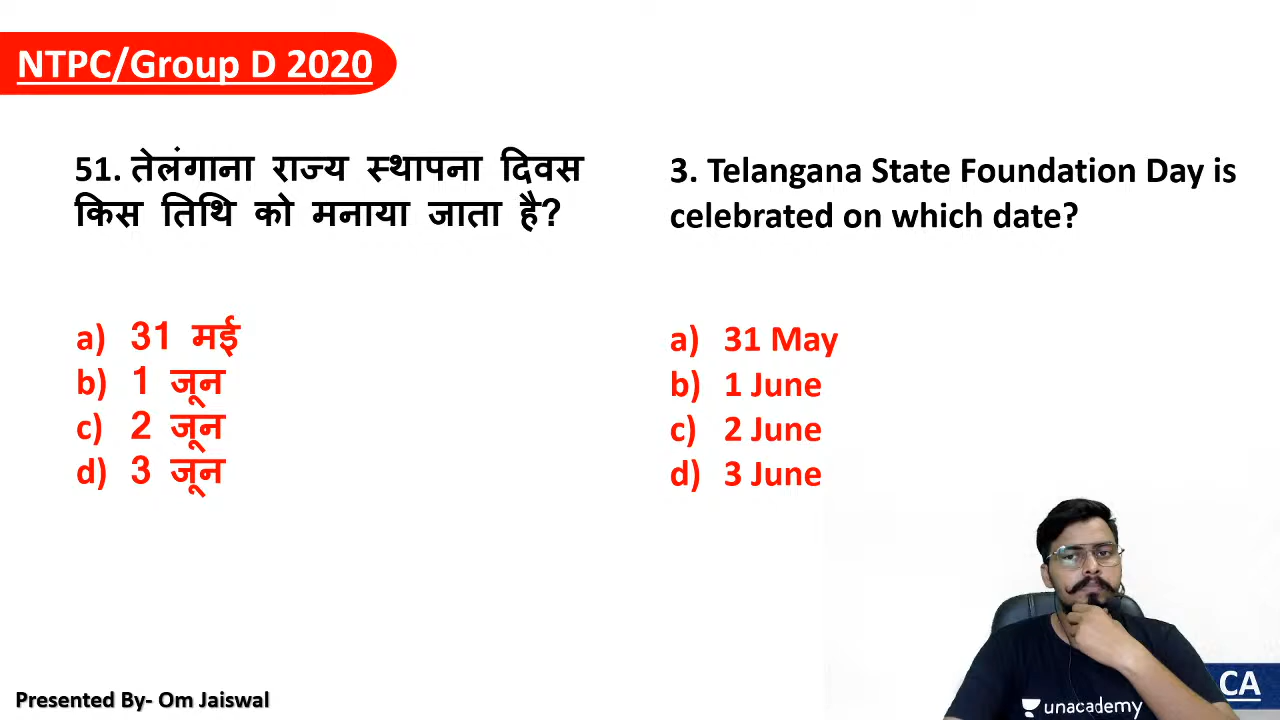 NTPC/Group D 2020
51. तेलंगाना राज्य स्थापना दिवस
किस तिथि को मनाया जाता है?
a) 31 मई
b) 1 जून
c) 2 जून
d) 3 जून
3. Telangana State Foundation Day is
celebrated on which date?
a) 31 May
b) 1 June
c) 2 June
d) 3 June
Presented By- Om Jaiswal
unacademy
CA